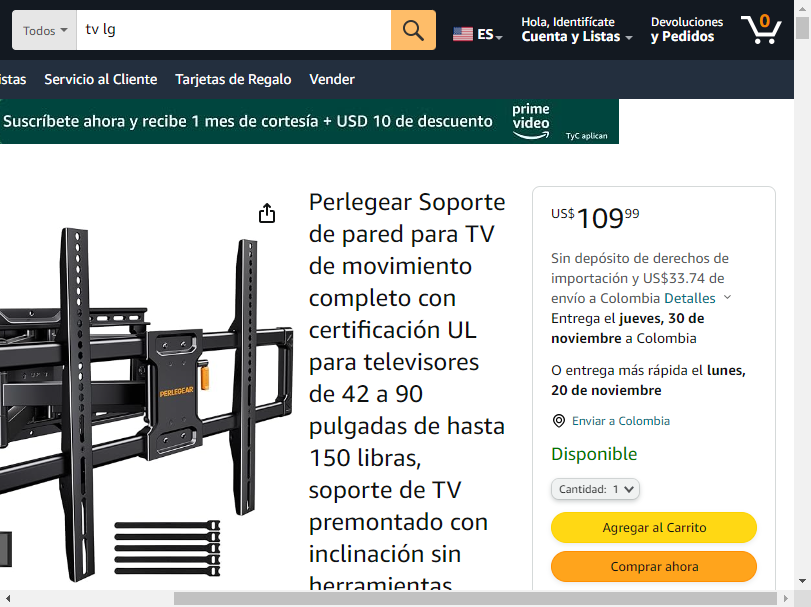 Todos
tv lg
ES
Hola, Identifícate
Cuenta y Listas
Devoluciones
y Pedidos
0
istas
Servicio al Cliente
Tarjetas de Regalo
Vender
Suscríbete ahora y recibe 1 mes de cortesía + USD 10 de descuento
prime
video
TyC aplican
PERLEGEAR
Perlegear Soporte
de pared para TV
de movimiento
completo con
certificación UL
para televisores
de 42 a 90
pulgadas de hasta
150 libras,
soporte de TV
premontado con
inclinación sin
herramientas,
US$10999
Sin depósito de derechos de
importación y US$33.74 de
envío a Colombia Detalles
Entrega el jueves, 30 de
noviembre a Colombia
O entrega más rápida el lunes,
20 de noviembre
Enviar a Colombia
Disponible
Cantidad: 1
Agregar al Carrito
Comprar ahora